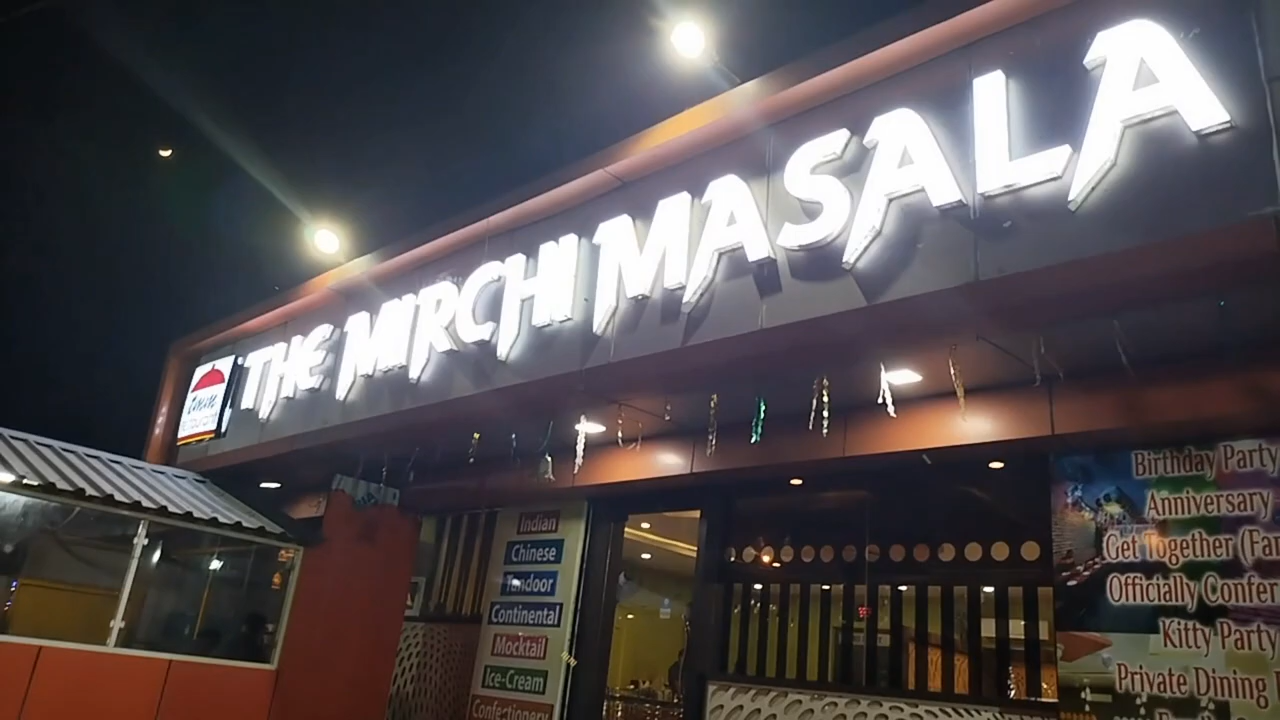 THE MIRCHI MASALA
Indian
Chinese
Tandoor
Continental
Mocktail
Ice-Cream
Confectionery
Birthday Party
Anniversary
Get Together (Far
Officially Confer
Kitty Party
Private Dining